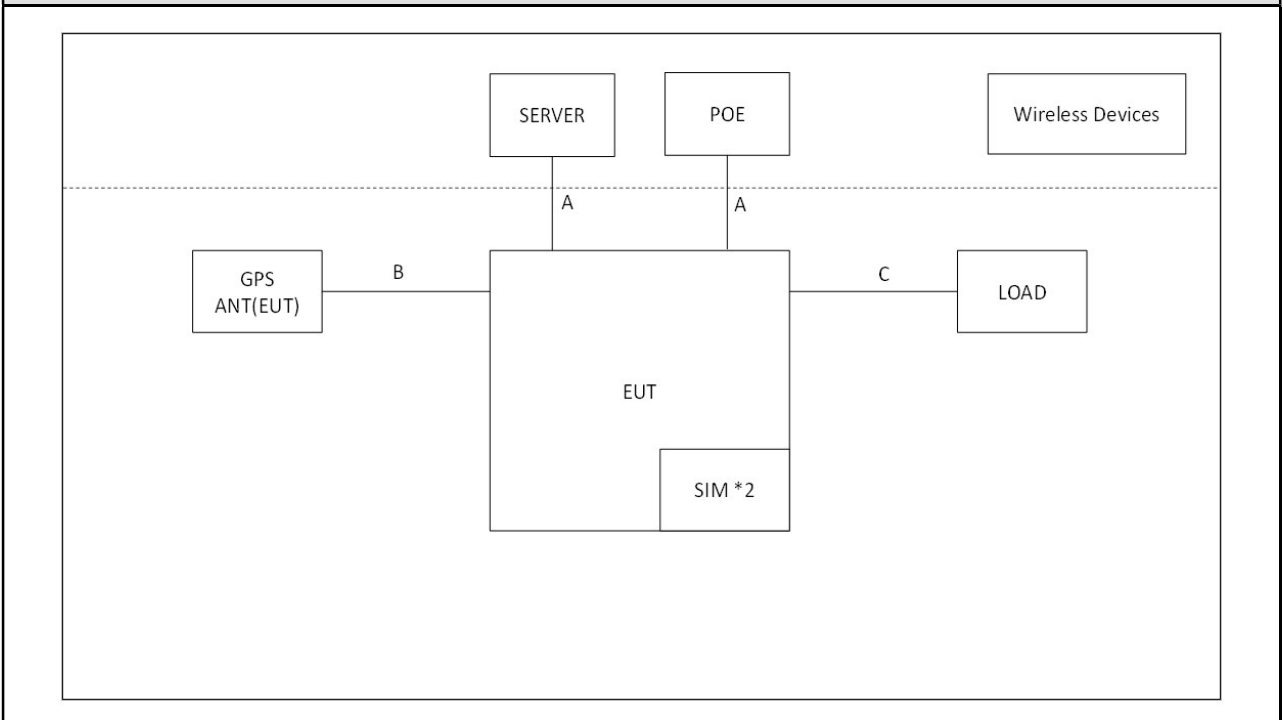 SERVER
POE
Wireless Devices
A
A
GPS
ANT(EUT)
B
C
LOAD
EUT
SIM *2